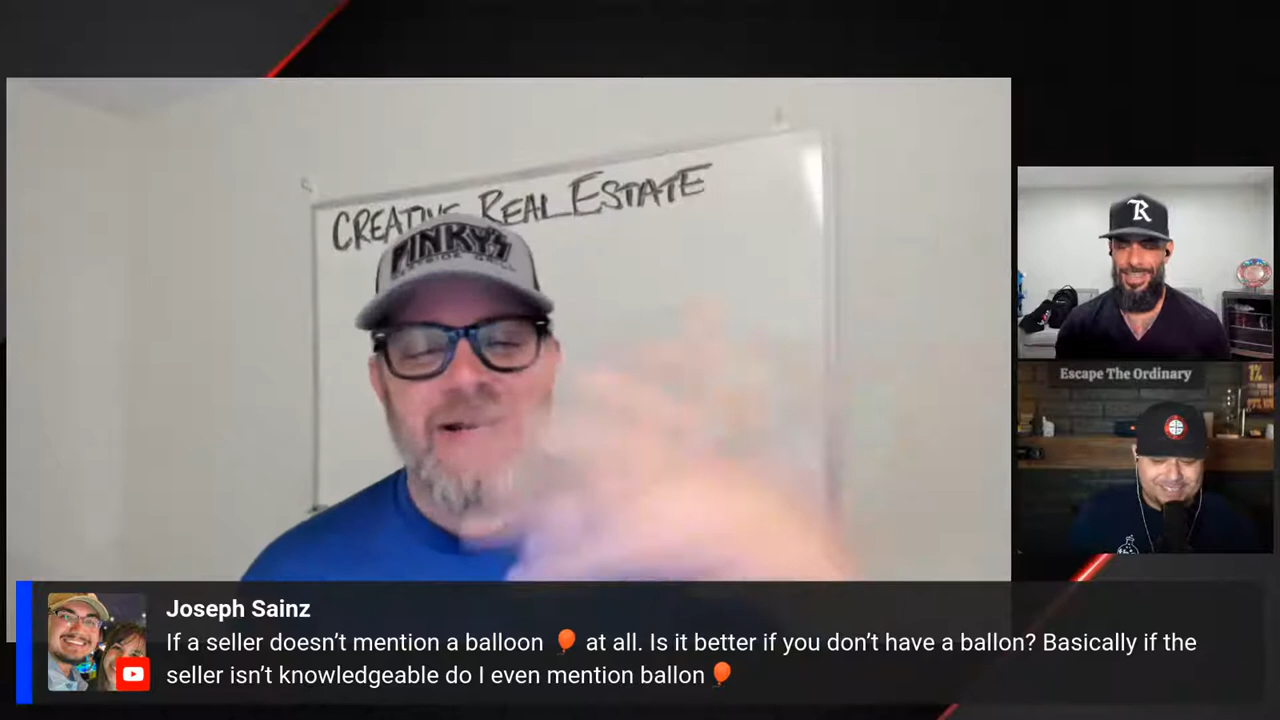 CREATIVE REAL ESTATE
PINKY'S
R
Escape The Ordinary
1%
Joseph Sainz
If a seller doesn't mention a balloon 🎈 at all. Is it better if you don't have a ballon? Basically if the
seller isn't knowledgeable do I even mention ballon 🎈